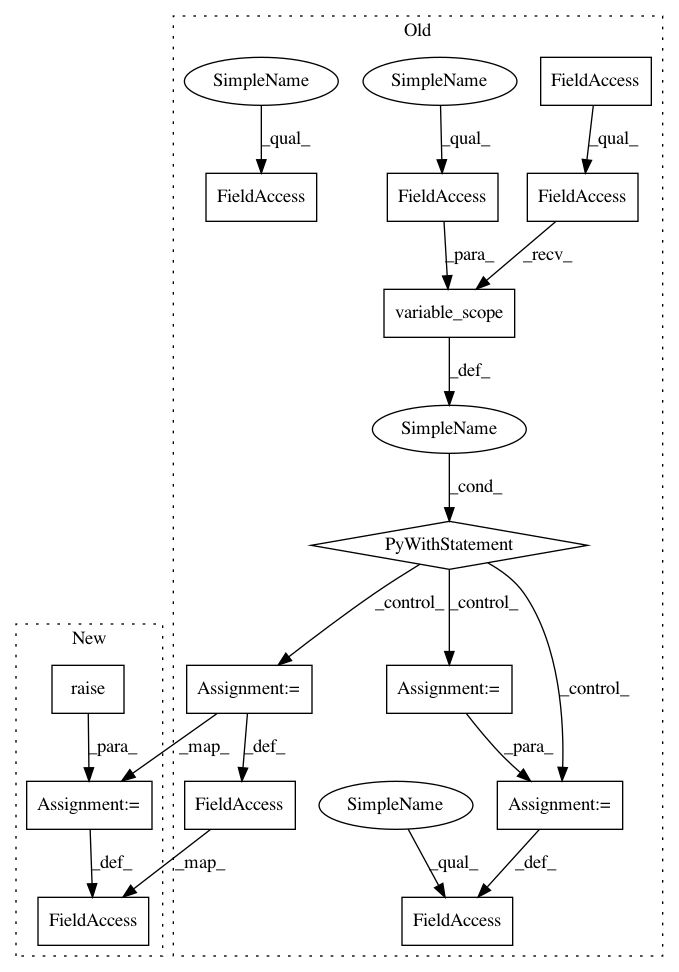 Old
SimpleName
SimpleName
FieldAccess
_qual_
_qual_
_qual_
FieldAccess
FieldAccess
FieldAccess
_para_
_recv_
variable_scope
_def_
SimpleName
_cond_
PyWithStatement
_control_
_control_
_control_
New
raise
Assignment:=
Assignment:=
_para_
_map_
_def_
_para_
Assignment:=
FieldAccess
SimpleName
Assignment:=
_def_
_map_
_qual_
_def_
FieldAccess
FieldAccess